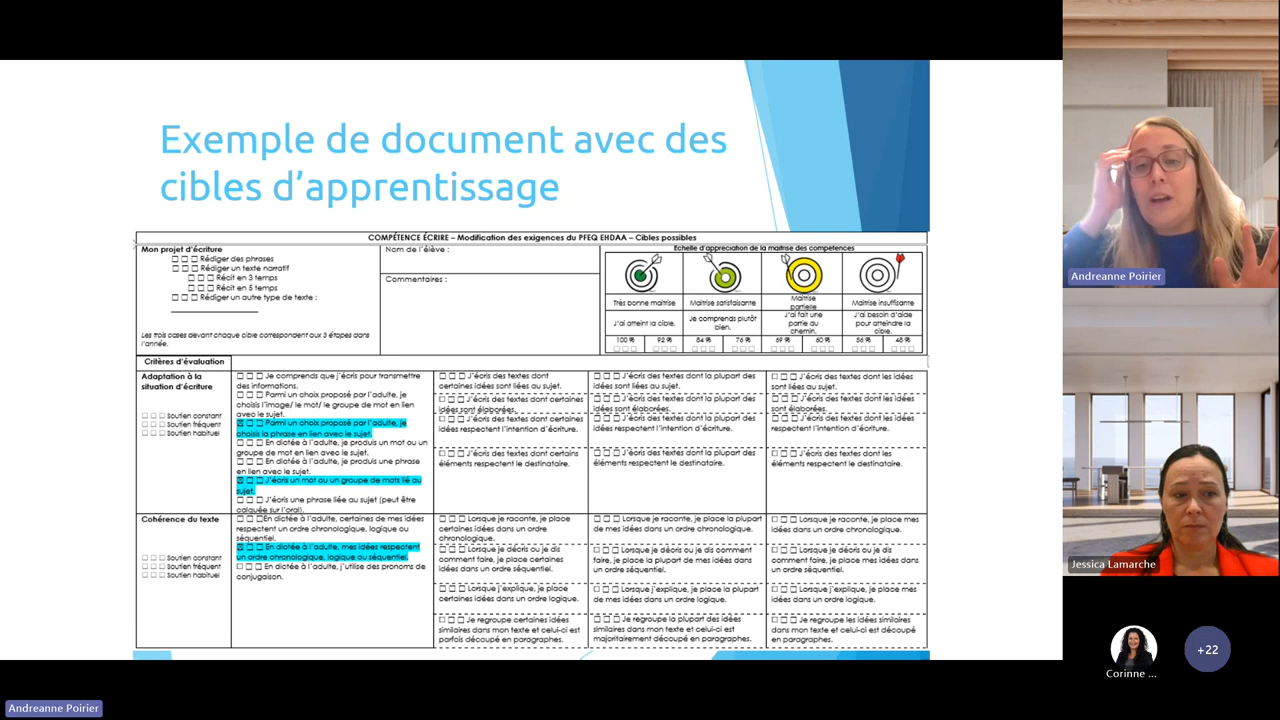 Exemple de document avec des
cibles d'apprentissage
COMPÉTENCE ÉCRIRE – Modification des exigences du PFEQ EHDAA – Cibles possibles
Mon projet d'écriture
☐ ☐ ☐ Rédiger des phrases
☐ ☐ ☐ Rédiger un texte narratif
☐ ☐ ☐ Récit en 3 temps
☐ ☐ ☐ Récit en 5 temps
☐ ☐ ☐ Rédiger un autre type de texte :
Les trois cases devant chaque cible correspondent aux 3 étapes dans
l'année.
Nom de l'élève :
Commentaires :
Échelle d'appréciation de la maîtrise des compétences
Très bonne maîtrise
Maîtrise satisfaisante
Maîtrise
partielle
Maîtrise insuffisante
J'ai atteint la cible.
Je comprends plutôt
bien.
J'ai fait une
partie du
chemin.
J'ai besoin d'aide
pour atteindre la
cible.
100 % 92 % 84 % 76 % 69 % 60 % 56 % 48 %
☐ ☐ ☐ ☐ ☐ ☐ ☐ ☐ ☐ ☐ ☐ ☐ ☐ ☐ ☐ ☐ ☐ ☐ ☐ ☐ ☐ ☐ ☐ ☐
Critères d'évaluation
Adaptation à la
situation d'écriture
☐ ☐ ☐ Soutien constant
☐ ☐ ☐ Soutien fréquent
☐ ☐ ☐ Soutien habituel
☐ ☐ ☐ Je comprends que j'écris pour transmettre
des informations.
☐ ☐ ☐ Parmi un choix proposé par l'adulte, je
choisis l'image/ le mot/ le groupe de mot en lien
avec le sujet.
☒ ☐ ☐ Parmi un choix proposé par l'adulte, je
choisis la phrase en lien avec le sujet.
☐ ☐ ☐ En dictée à l'adulte, je produis un mot ou un
groupe de mot en lien avec le sujet.
☐ ☐ ☐ En dictée à l'adulte, je produis une phrase
en lien avec le sujet.
☒ ☐ ☐ J'écris un mot ou un groupe de mots lié au
sujet.
☐ ☐ ☐ J'écris une phrase liée au sujet (peut être
calquée sur l'oral).
☐ ☐ ☐ J'écris des textes dont
certaines idées sont liées au sujet.
☐ ☐ ☐ J'écris des textes dont certaines
idées sont élaborées.
☐ ☐ ☐ J'écris des textes dont certaines
idées respectent l'intention d'écriture.
☐ ☐ ☐ J'écris des textes dont certains
éléments respectent le destinataire.
☐ ☐ ☐ J'écris des textes dont la plupart des
idées sont liées au sujet.
☐ ☐ ☐ J'écris des textes dont la plupart des
idées sont élaborées.
☐ ☐ ☐ J'écris des textes dont la plupart des
idées respectent l'intention d'écriture.
☐ ☐ ☐ J'écris des textes dont la plupart des
éléments respectent le destinataire.
☐ ☐ ☐ J'écris des textes dont les idées
sont liées au sujet.
☐ ☐ ☐ J'écris des textes dont les idées
sont élaborées.
☐ ☐ ☐ J'écris des textes dont les idées
respectent l'intention d'écriture.
☐ ☐ ☐ J'écris des textes dont les
éléments respectent le destinataire.
Cohérence du texte
☐ ☐ ☐ Soutien constant
☐ ☐ ☐ Soutien fréquent
☐ ☐ ☐ Soutien habituel
☐ ☐ ☐En dictée à l'adulte, certaines de mes idées
respectent un ordre chronologique, logique ou
séquentiel.
☒ ☐ ☐ En dictée à l'adulte, mes idées respectent
un ordre chronologique, logique ou séquentiel.
☐ ☐ ☐ En dictée à l'adulte, j'utilise des pronoms de
conjugaison.
☐ ☐ ☐ Lorsque je raconte, je place
certaines idées dans un ordre
chronologique.
☐ ☐ ☐ Lorsque je décris ou je dis
comment faire, je place certaines
idées dans un ordre séquentiel.
☐ ☐ ☐ Lorsque j'explique, je place
certaines idées dans un ordre logique.
☐ ☐ ☐ Je regroupe certaines idées
similaires dans mon texte et celui-ci est
parfois découpé en paragraphes.
☐ ☐ ☐ Lorsque je raconte, je place la plupart
de mes idées dans un ordre chronologique.
☐ ☐ ☐ Lorsque je décris ou je dis comment
faire, je place la plupart de mes idées dans un
ordre séquentiel.
☐ ☐ ☐ Lorsque j'explique, je place la plupart
de mes idées dans un ordre logique.
☐ ☐ ☐ Je regroupe la plupart des idées
similaires dans mon texte et celui-ci est
majoritairement découpé en paragraphes.
☐ ☐ ☐ Lorsque je raconte, je place mes
idées dans un ordre chronologique.
☐ ☐ ☐ Lorsque je décris ou je dis
comment faire, je place mes idées dans
un ordre séquentiel.
☐ ☐ ☐ Lorsque j'explique, je place mes
idées dans un ordre logique.
☐ ☐ ☐ Je regroupe les idées similaires
dans mon texte et celui-ci est découpé
en paragraphes.
Andreanne Poirier
Jessica Lamarche
Corinne ...
+22
Andreanne Poirier